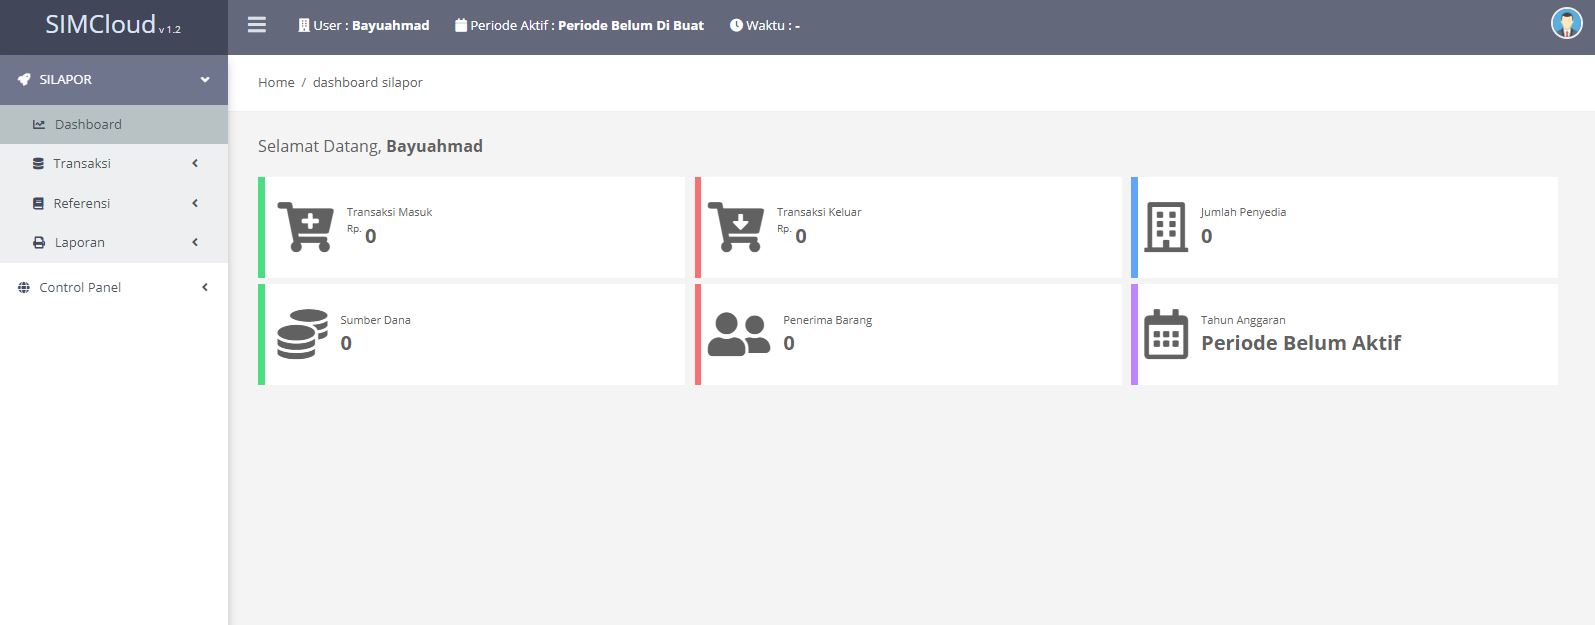 SIMCloud v 1.2
User : Bayuahmad
Periode Aktif : Periode Belum Di Buat
Waktu : -
SILAPOR
Dashboard
Transaksi
Referensi
Laporan
Control Panel
Home / dashboard silapor
Selamat Datang, Bayuahmad
Transaksi Masuk
Rp. 0
Transaksi Keluar
Rp. 0
Jumlah Penyedia
0
Sumber Dana
0
Penerima Barang
0
Tahun Anggaran
Periode Belum Aktif